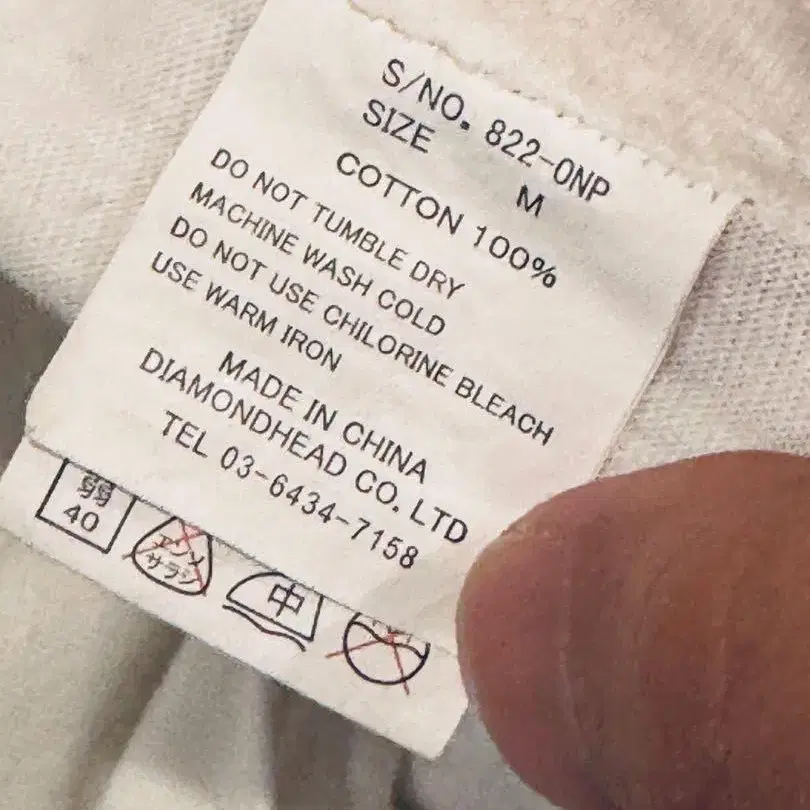 S/NO. 822-0NP
SIZE M
COTTON 100%
DO NOT TUMBLE DRY
MACHINE WASH COLD
DO NOT USE CHILORINE BLEACH
USE WARM IRON
MADE IN CHINA
DIAMONDHEAD CO. LTD
TEL 03-6434-7158
弱
40
エンソ
サラシ
中